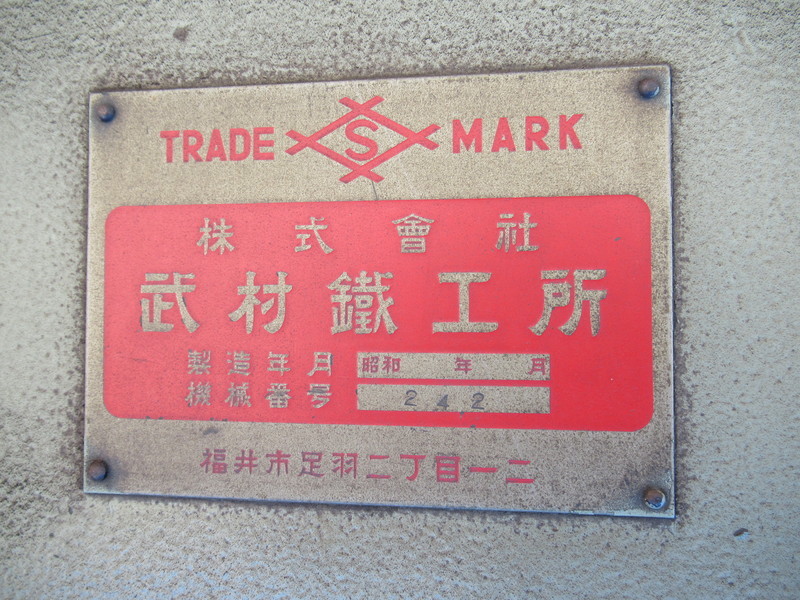 TRADE S MARK
株式會社
武村鐵工所
製造年月 昭和 年 月
機械番号 242
福井市足羽二丁目一二